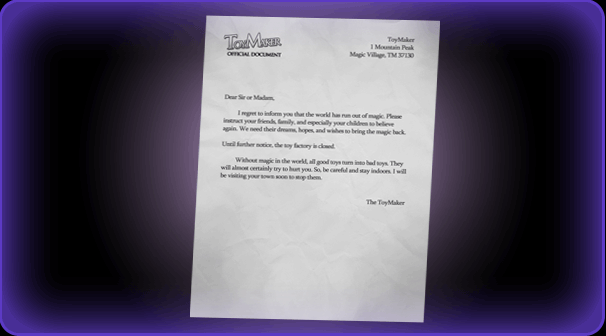 ToyMaker
OFFICIAL DOCUMENT
ToyMaker
1 Mountain Peak
Magic Village, TM 37130
Dear Sir or Madam,
I regret to inform you that the world has run out of magic. Please
instruct your friends, family, and especially your children to believe
again. We need their dreams, hopes, and wishes to bring the magic back.
Until further notice, the toy factory is closed.
Without magic in the world, all good toys turn into bad toys. They
will almost certainly try to hurt you. So, be careful and stay indoors. I will
be visiting your town soon to stop them.
The ToyMaker